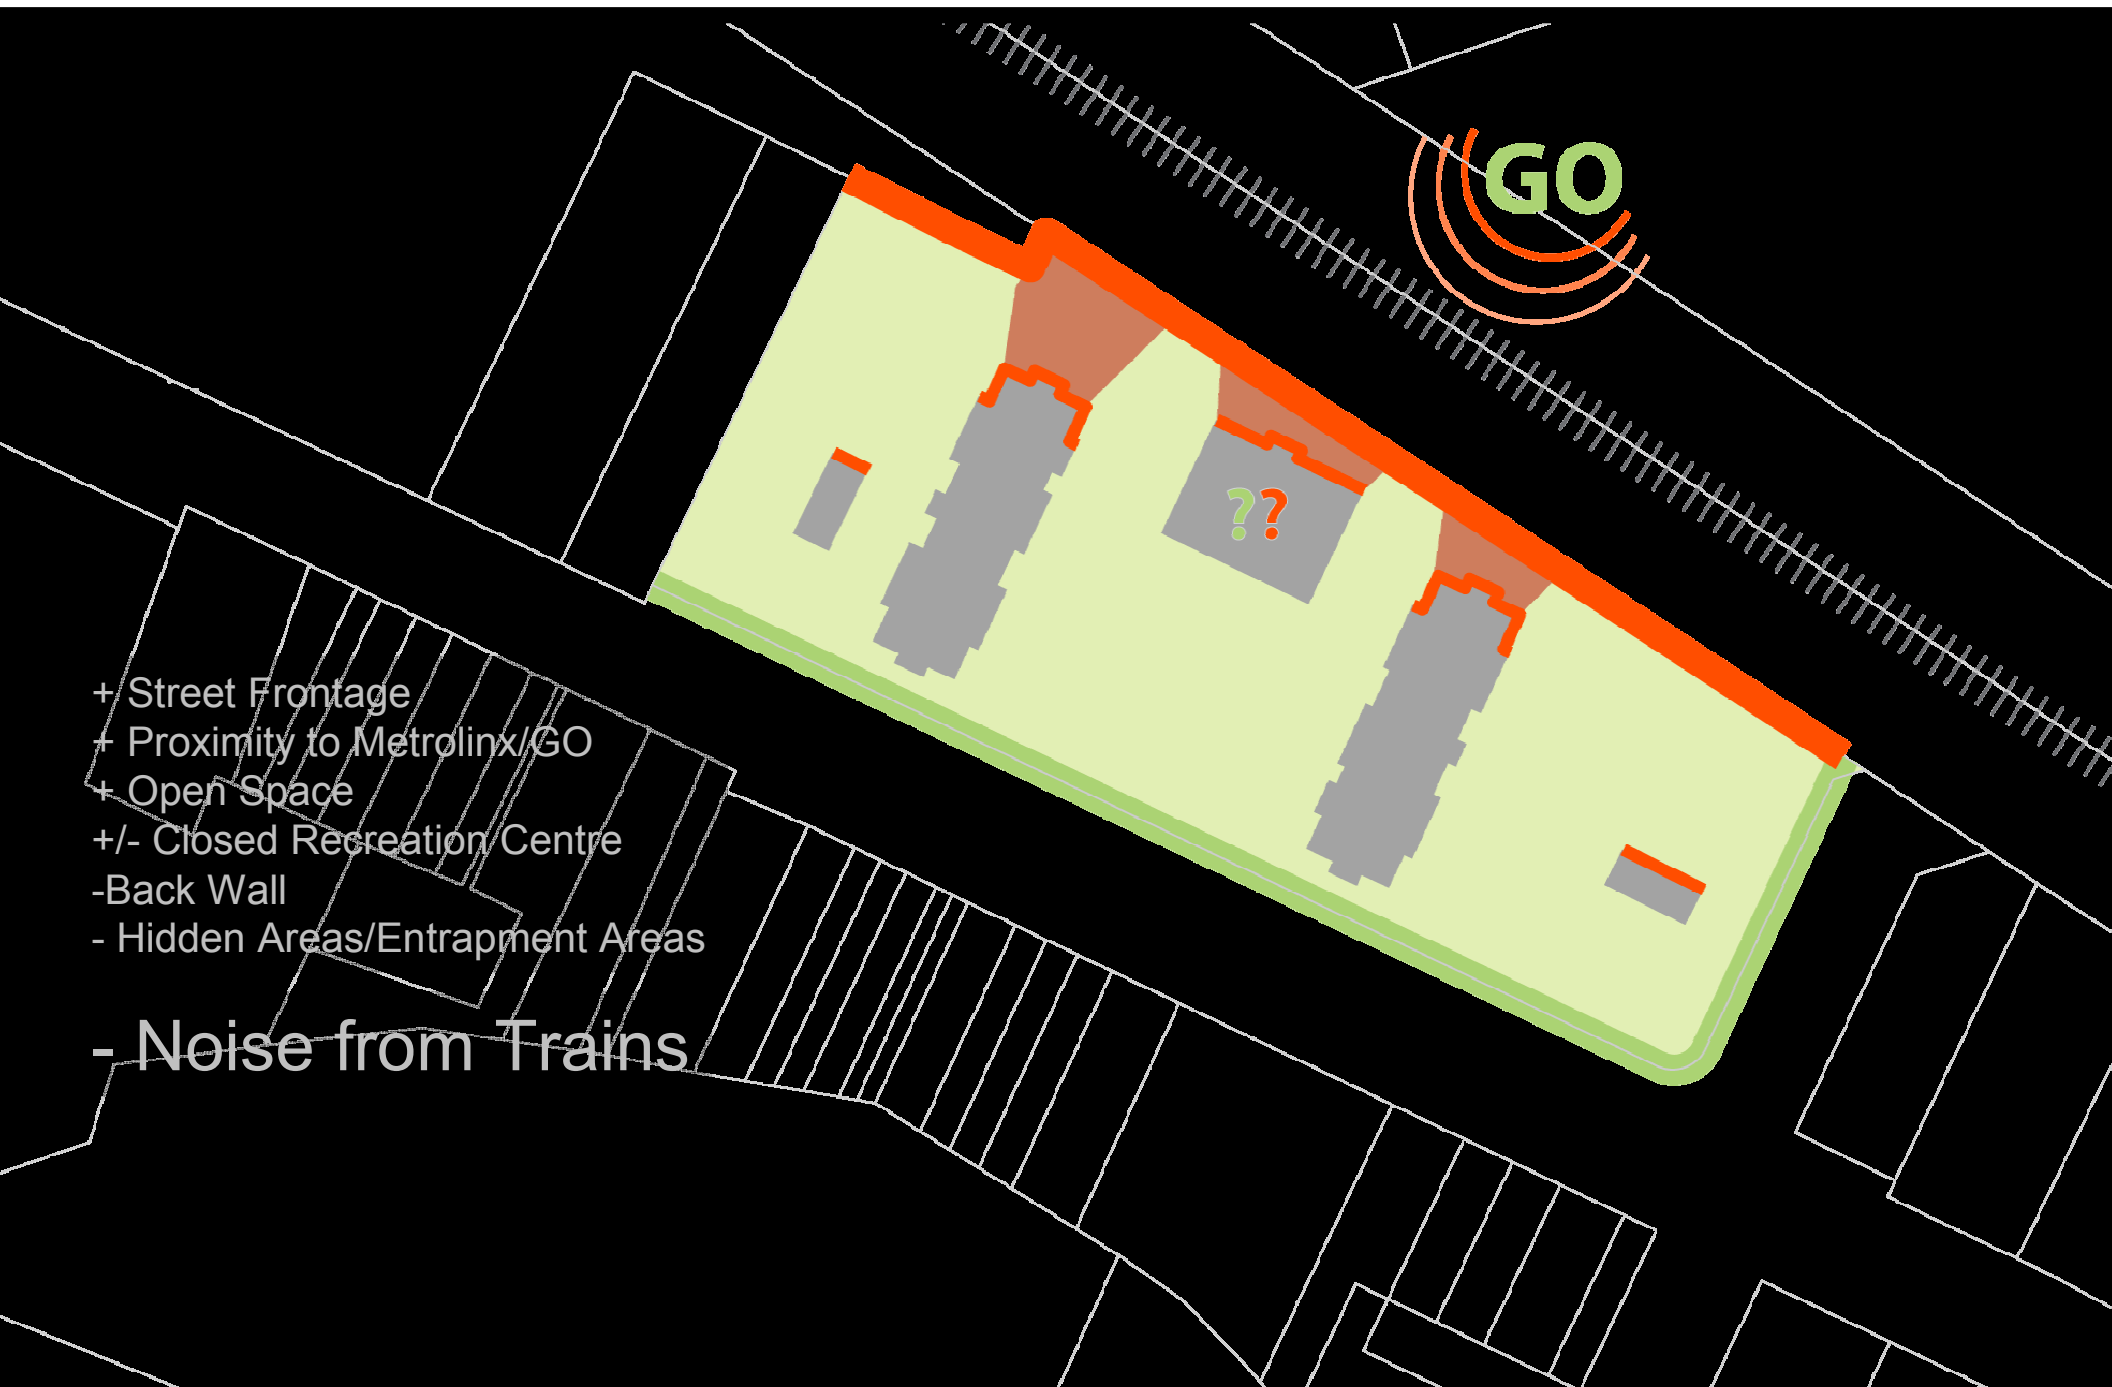 GO
??
+ Street Frontage
+ Proximity to Metrolinx/GO
+ Open Space
+/- Closed Recreation Centre
-Back Wall
- Hidden Areas/Entrapment Areas
- Noise from Trains